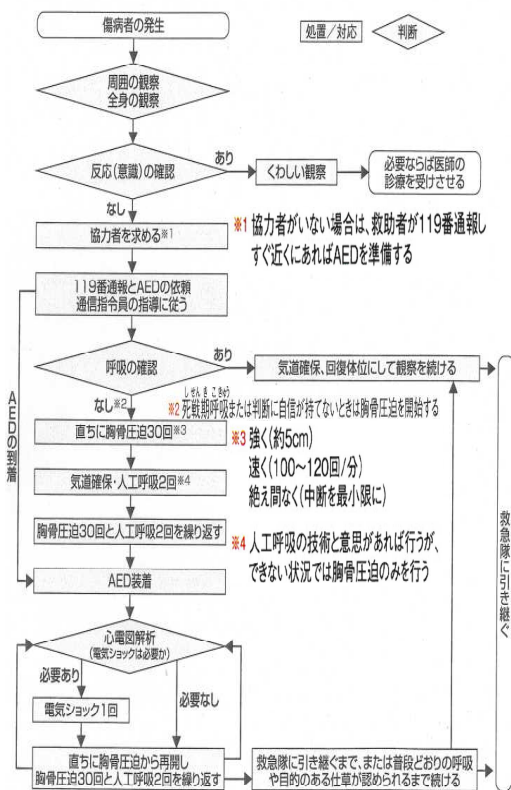 傷病者の発生
処置/対応
判断
周囲の観察
全身の観察
反応(意識)の確認
あり
くわしい観察
必要ならば医師の
診療を受けさせる
なし
協力者を求める※1
※1 協力者がいない場合は、救助者が119番通報し
すぐ近くにあればAEDを準備する
119番通報とAEDの依頼
通信指令員の指導に従う
呼吸の確認
あり
気道確保、回復体位にして観察を続ける
なし※2
しせんきこきゅう
※2 死戦期呼吸または判断に自信が持てないときは胸骨圧迫を開始する
AEDの到着
直ちに胸骨圧迫30回※3
※3 強く(約5cm)
速く(100～120回/分)
絶え間なく(中断を最小限に)
気道確保・人工呼吸2回※4
胸骨圧迫30回と人工呼吸2回を繰り返す
※4 人工呼吸の技術と意思があれば行うが、
できない状況では胸骨圧迫のみを行う
救急隊に引き継ぐ
AED装着
心電図解析
(電気ショックは必要か)
必要あり
必要なし
電気ショック1回
直ちに胸骨圧迫から再開し
胸骨圧迫30回と人工呼吸2回を繰り返す
救急隊に引き継ぐまで、または普段どおりの呼吸
や目的のある仕草が認められるまで続ける